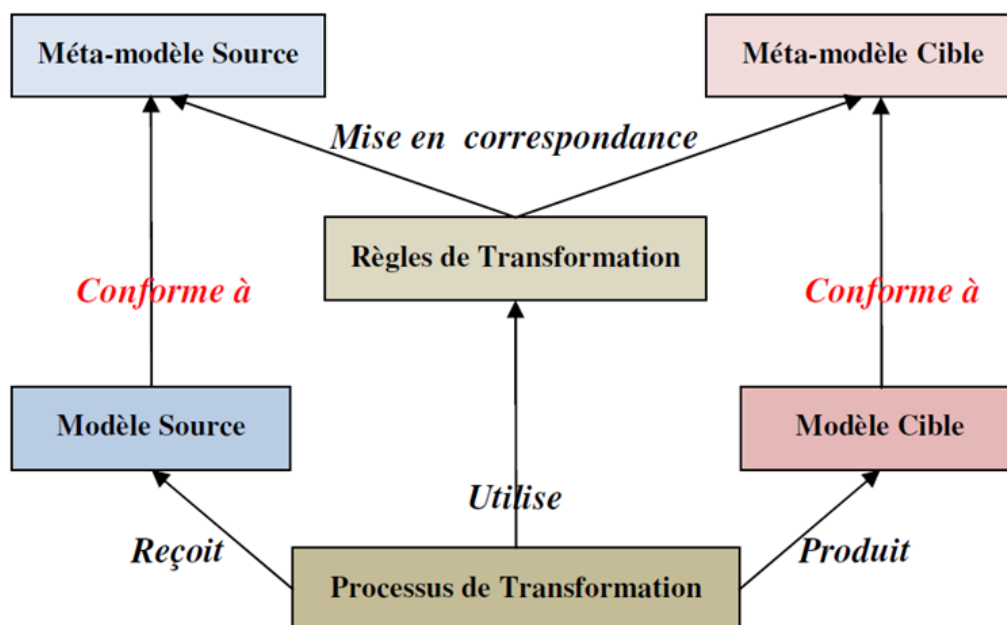 Méta-modèle Source
Méta-modèle Cible
Mise en correspondance
Règles de Transformation
Conforme à
Conforme à
Modèle Source
Modèle Cible
Utilise
Reçoit
Produit
Processus de Transformation